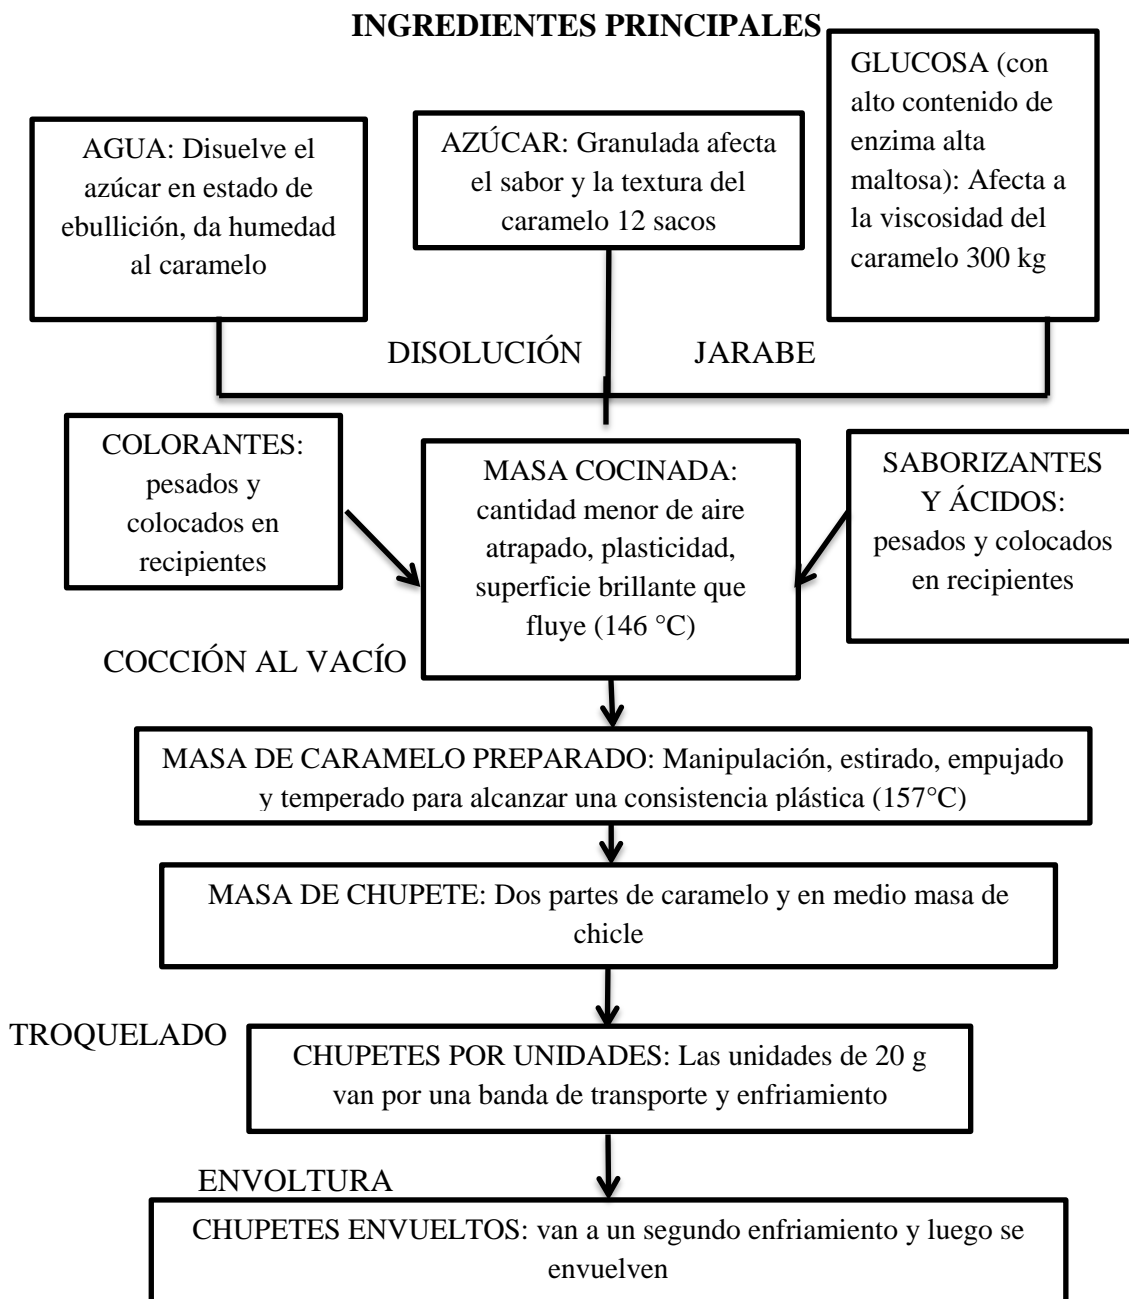 INGREDIENTES PRINCIPALES
AGUA: Disuelve el
azúcar en estado de
ebullición, da humedad
al caramelo
AZÚCAR: Granulada afecta
el sabor y la textura del
caramelo 12 sacos
GLUCOSA (con
alto contenido de
enzima alta
maltosa): Afecta a
la viscosidad del
caramelo 300 kg
DISOLUCIÓN
JARABE
COLORANTES:
pesados y
colocados en
recipientes
MASA COCINADA:
cantidad menor de aire
atrapado, plasticidad,
superficie brillante que
fluye (146 °C)
SABORIZANTES
Y ÁCIDOS:
pesados y colocados
en recipientes
COCCIÓN AL VACÍO
MASA DE CARAMELO PREPARADO: Manipulación, estirado, empujado
y temperado para alcanzar una consistencia plástica (157°C)
MASA DE CHUPETE: Dos partes de caramelo y en medio masa de
chicle
TROQUELADO
CHUPETES POR UNIDADES: Las unidades de 20 g
van por una banda de transporte y enfriamiento
ENVOLTURA
CHUPETES ENVUELTOS: van a un segundo enfriamiento y luego se
envuelven